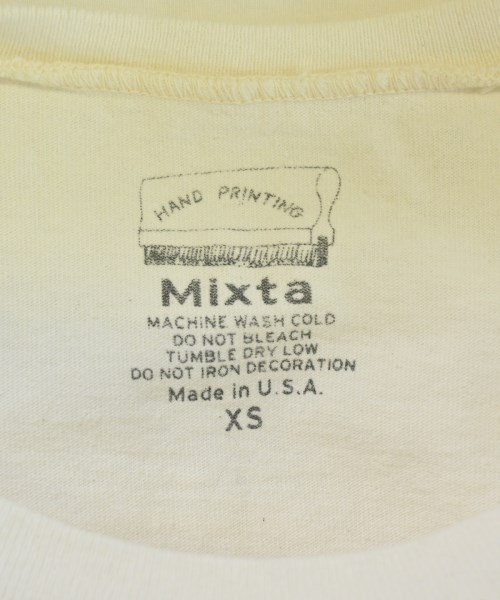 HAND PRINTING
Mixta
MACHINE WASH COLD
DO NOT BLEACH
TUMBLE DRY LOW
DO NOT IRON DECORATION
Made in U.S.A.
XS